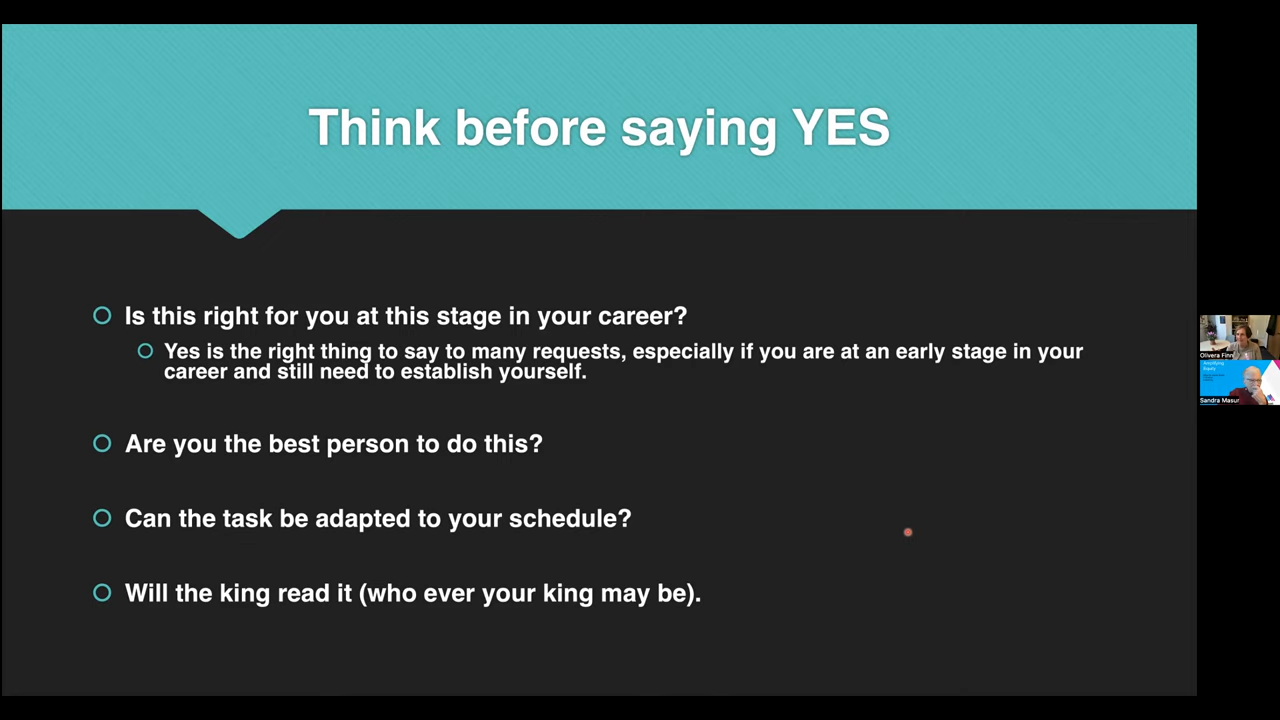 Think before saying YES
Is this right for you at this stage in your career?
Yes is the right thing to say to many requests, especially if you are at an early stage in your
career and still need to establish yourself.
Are you the best person to do this?
Can the task be adapted to your schedule?
Will the king read it (who ever your king may be).
Olivera Finn
Amplifying
Equity
Sandra Masur